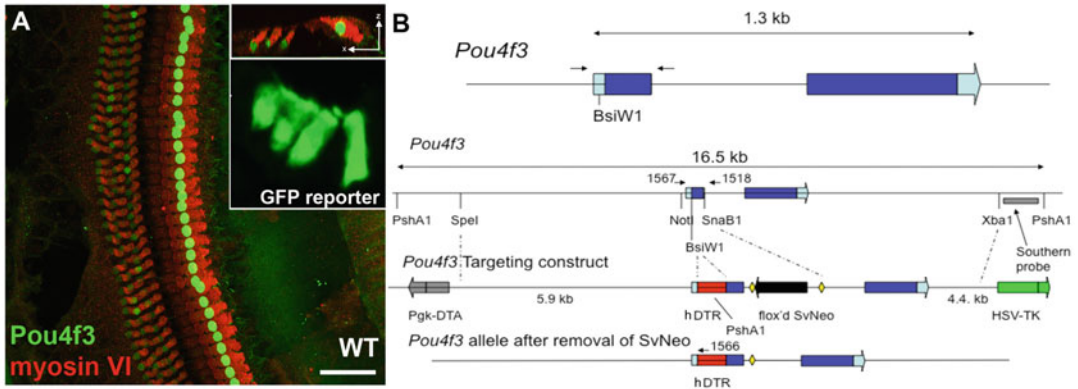 A
z
x
GFP reporter
Pou4f3
myosin VI
WT
B
1.3 kb
Pou4f3
BsiW1
Pou4f3
16.5 kb
1567
1518
PshA1
SpeI
NotI
SnaB1
Xba1
PshA1
BsiW1
Southern
probe
Pou4f3 Targeting construct
5.9 kb
4.4. kb
Pgk-DTA
hDTR
flox'd SvNeo
HSV-TK
PshA1
Pou4f3 allele after removal of SvNeo
1566
hDTR